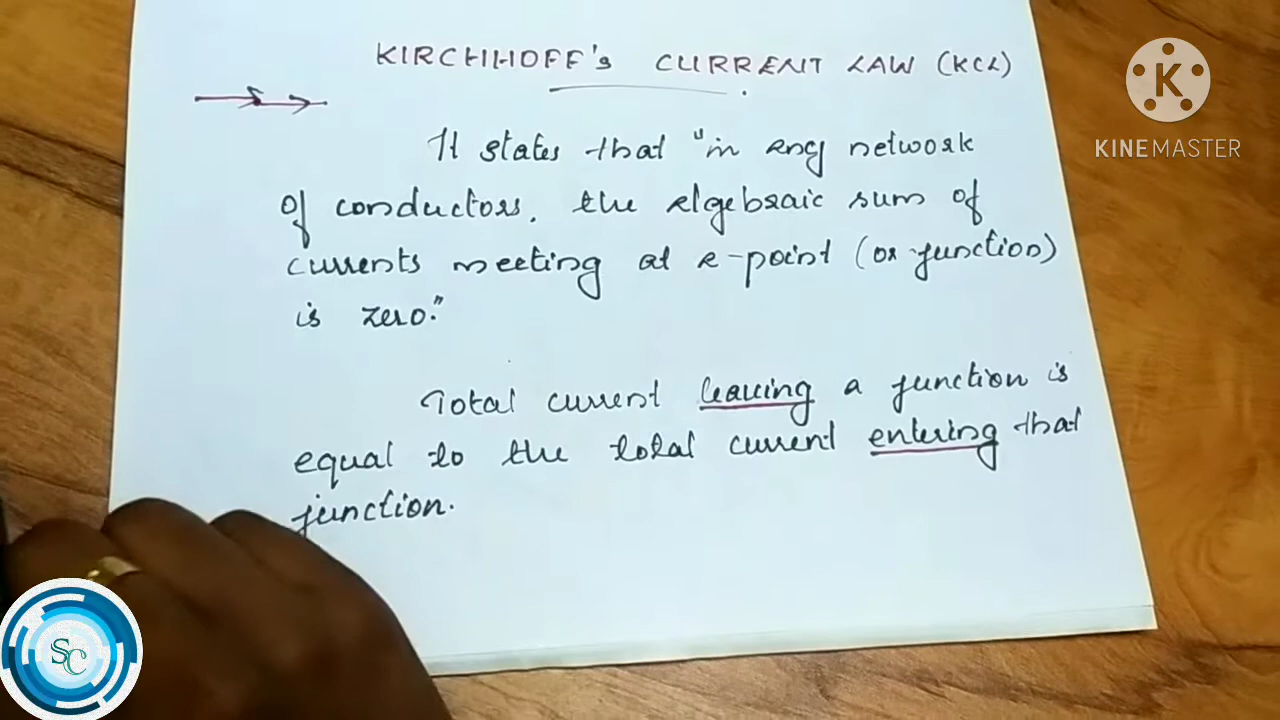 KIRCHHOFF's CURRENT LAW (KCL)
It states that "in any network
of conductors, the algebraic sum of
currents meeting at a point (or junction)
is zero."
Total current leaving a junction is
equal to the total current entering that
junction.
K
KINEMASTER
SC